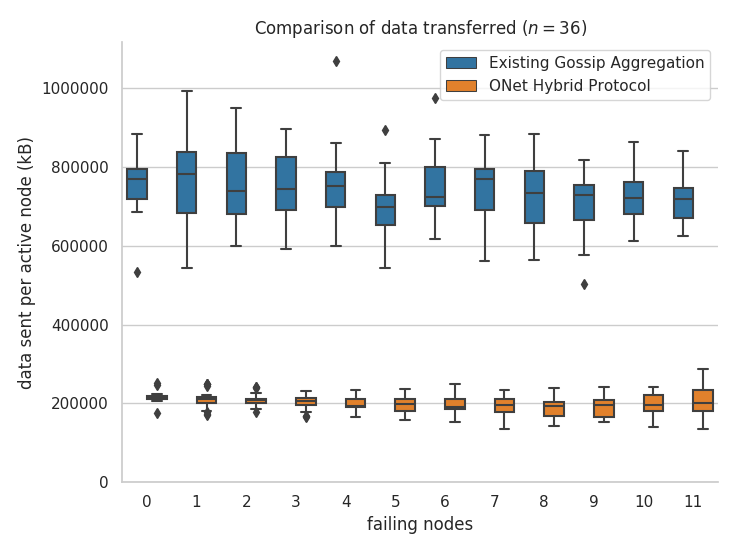 Comparison of data transferred (n = 36)
Existing Gossip Aggregation
ONet Hybrid Protocol
data sent per active node (kB)
1000000
800000
600000
400000
200000
0
0 1 2 3 4 5 6 7 8 9 10 11
failing nodes